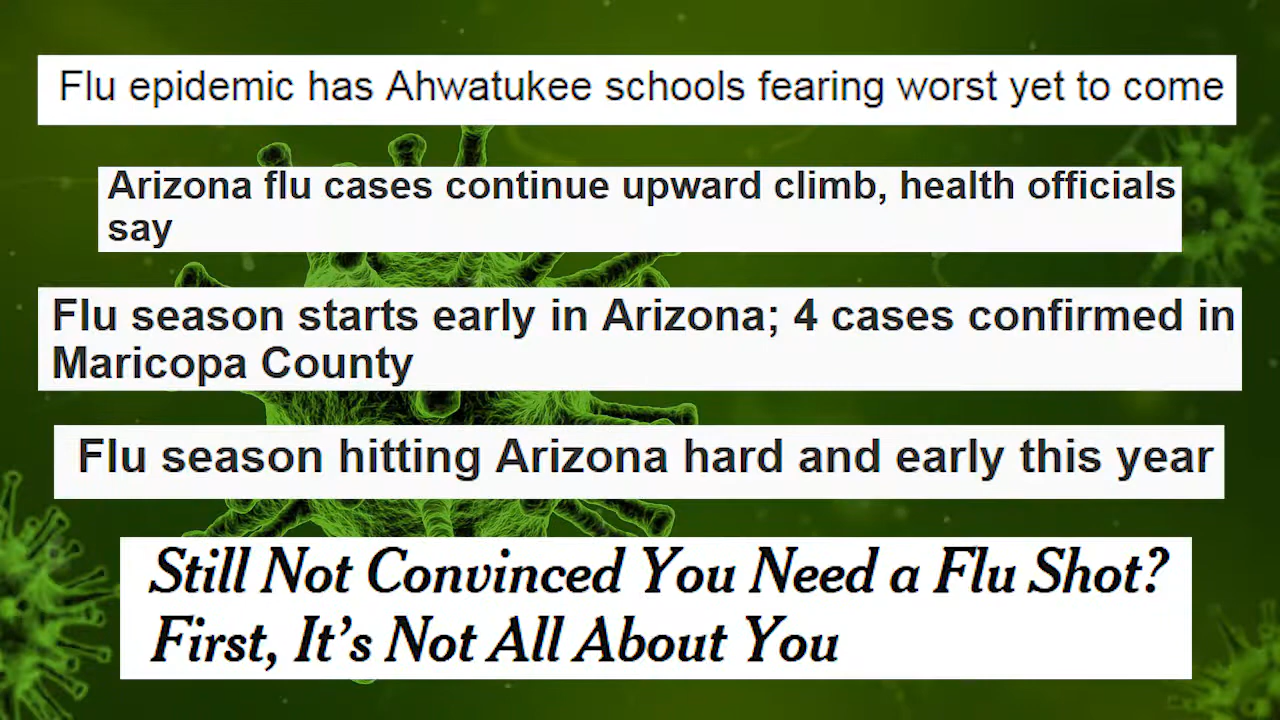 Flu epidemic has Ahwatukee schools fearing worst yet to come
Arizona flu cases continue upward climb, health officials
say
Flu season starts early in Arizona; 4 cases confirmed in
Maricopa County
Flu season hitting Arizona hard and early this year
Still Not Convinced You Need a Flu Shot?
First, It’s Not All About You